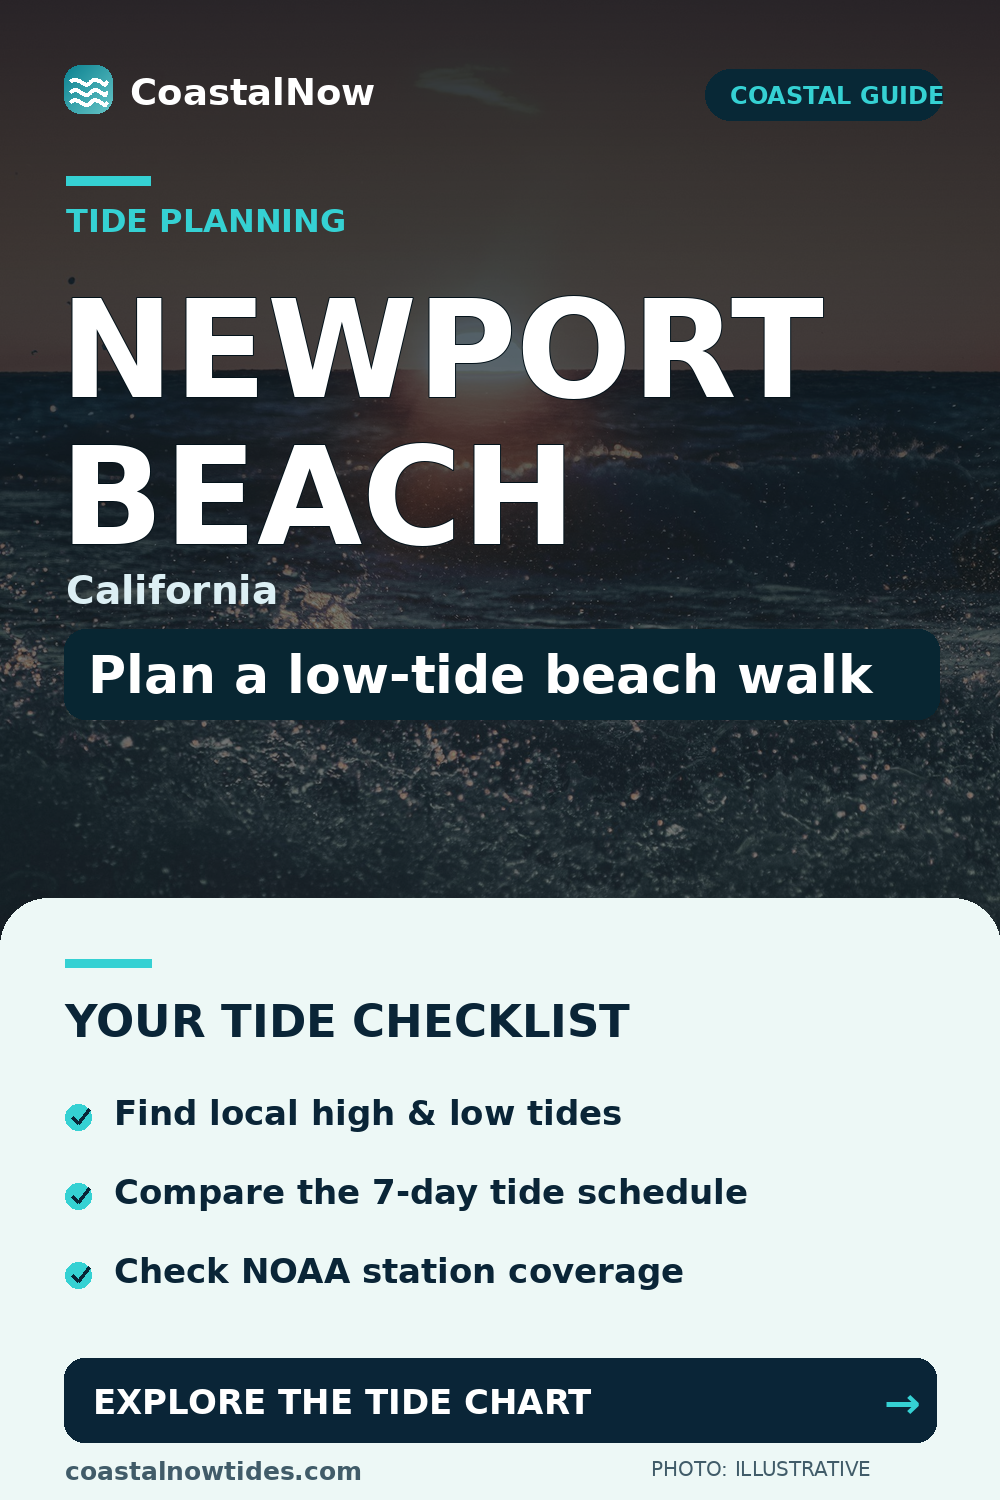 CoastalNow
COASTAL GUIDE
TIDE PLANNING
NEWPORT
BEACH
California
Plan a low-tide beach walk
YOUR TIDE CHECKLIST
Find local high & low tides
Compare the 7-day tide schedule
Check NOAA station coverage
EXPLORE THE TIDE CHART →
coastalnowtides.com
PHOTO: ILLUSTRATIVE